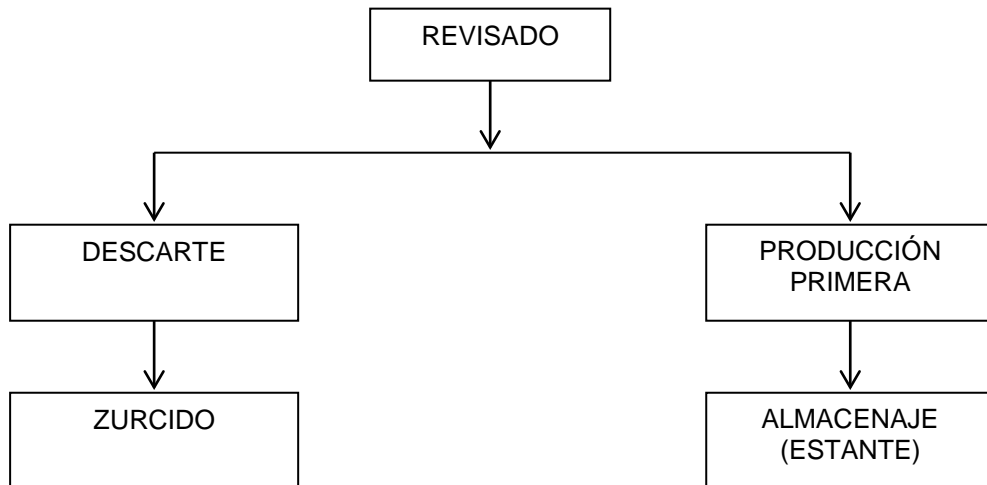 REVISADO
DESCARTE
PRODUCCIÓN
PRIMERA
ZURCIDO
ALMACENAJE
(ESTANTE)